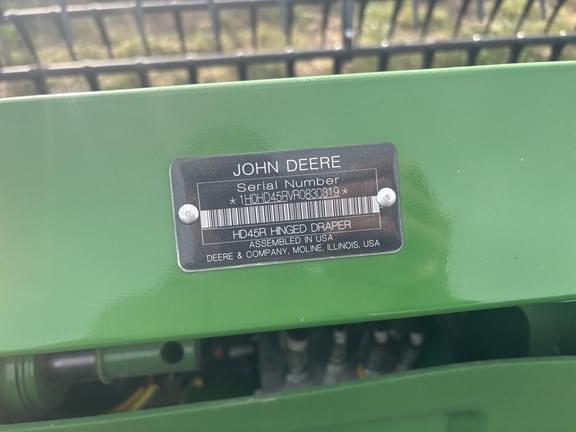 JOHN DEERE
Serial Number
*1H0HD45RVR0830319*
HD45R HINGED DRAPER
ASSEMBLED IN USA
DEERE & COMPANY, MOLINE, ILLINOIS, USA